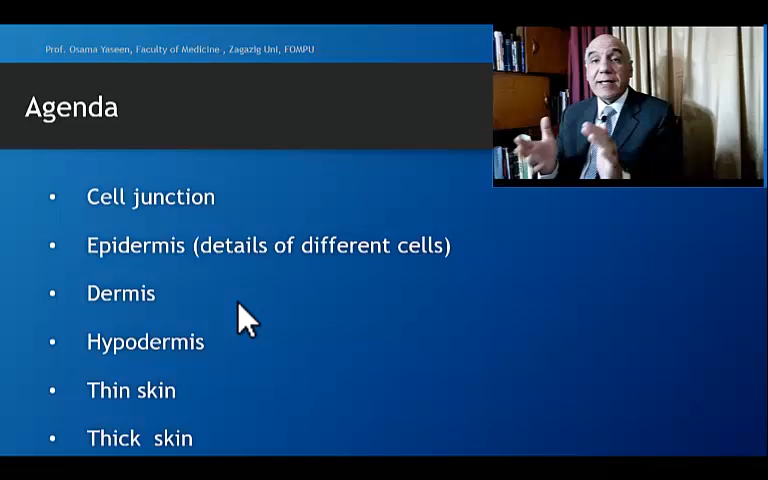 Prof. Osama Yaseen, Faculty of Medicine, Zagazig Uni, FOMPU
Agenda
• Cell junction
• Epidermis (details of different cells)
• Dermis
• Hypodermis
• Thin skin
• Thick skin